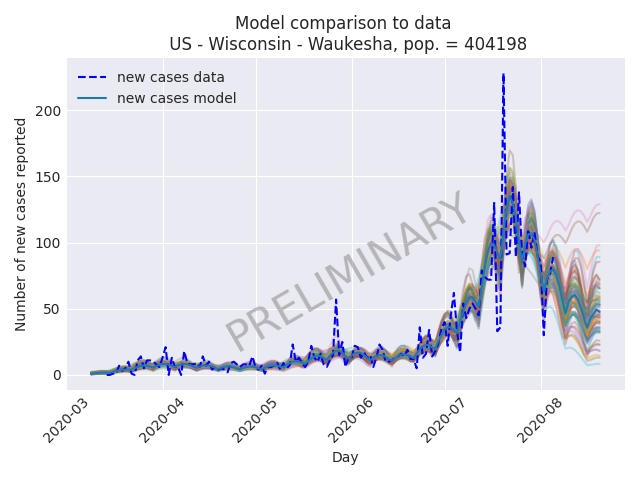 Model comparison to data
US - Wisconsin - Waukesha, pop. = 404198
new cases data
new cases model
Number of new cases reported
200
150
100
50
0
PRELIMINARY
2020-03
2020-04
2020-05
2020-06
2020-07
2020-08
Day